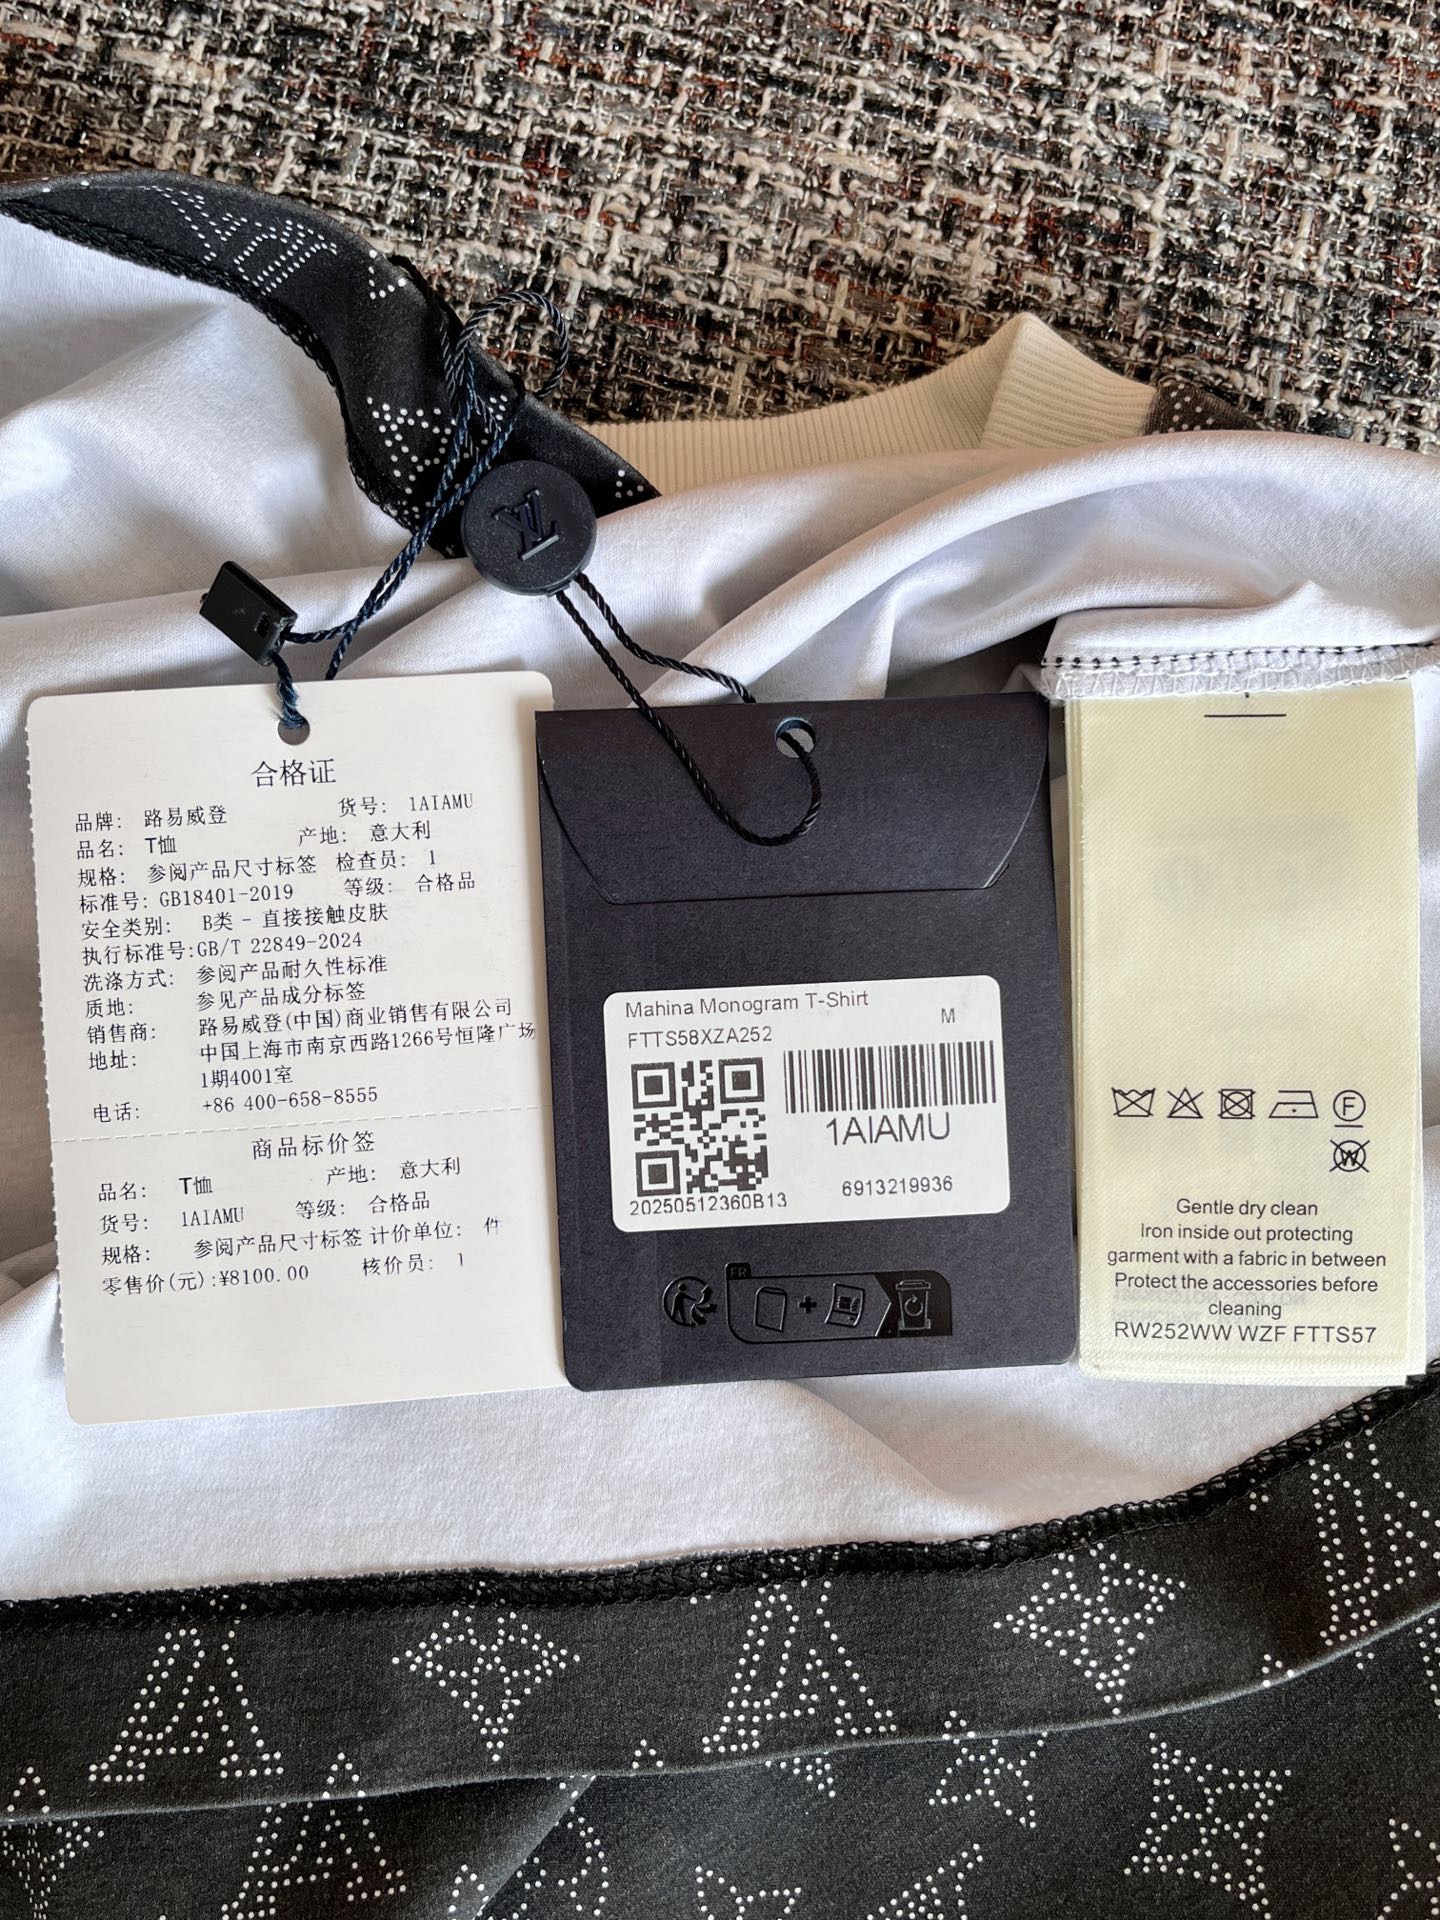 合格证
品牌: 路易威登 货号: 1AIAMU
品名: T恤 产地: 意大利
规格: 参阅产品尺寸标签 检查员: 1
标准号: GB18401-2019 等级: 合格品
安全类别: B类 - 直接接触皮肤
执行标准号:GB/T 22849-2024
洗涤方式: 参阅产品耐久性标准
质地: 参见产品成分标签
销售商: 路易威登(中国)商业销售有限公司
地址: 中国上海市南京西路1266号恒隆广场
1期4001室
电话: +86 400-658-8555
商品标价签
品名: T恤 产地: 意大利
货号: 1AIAMU 等级: 合格品
规格: 参阅产品尺寸标签 计价单位: 件
零售价(元):¥8100.00 核价员: 1
LV
Mahina Monogram T-Shirt
FTTS58XZA252 M
1AIAMU
20250512360B13 6913219936
FR
F
W
Gentle dry clean
Iron inside out protecting
garment with a fabric in between
Protect the accessories before
cleaning
RW252WW WZF FTTS57